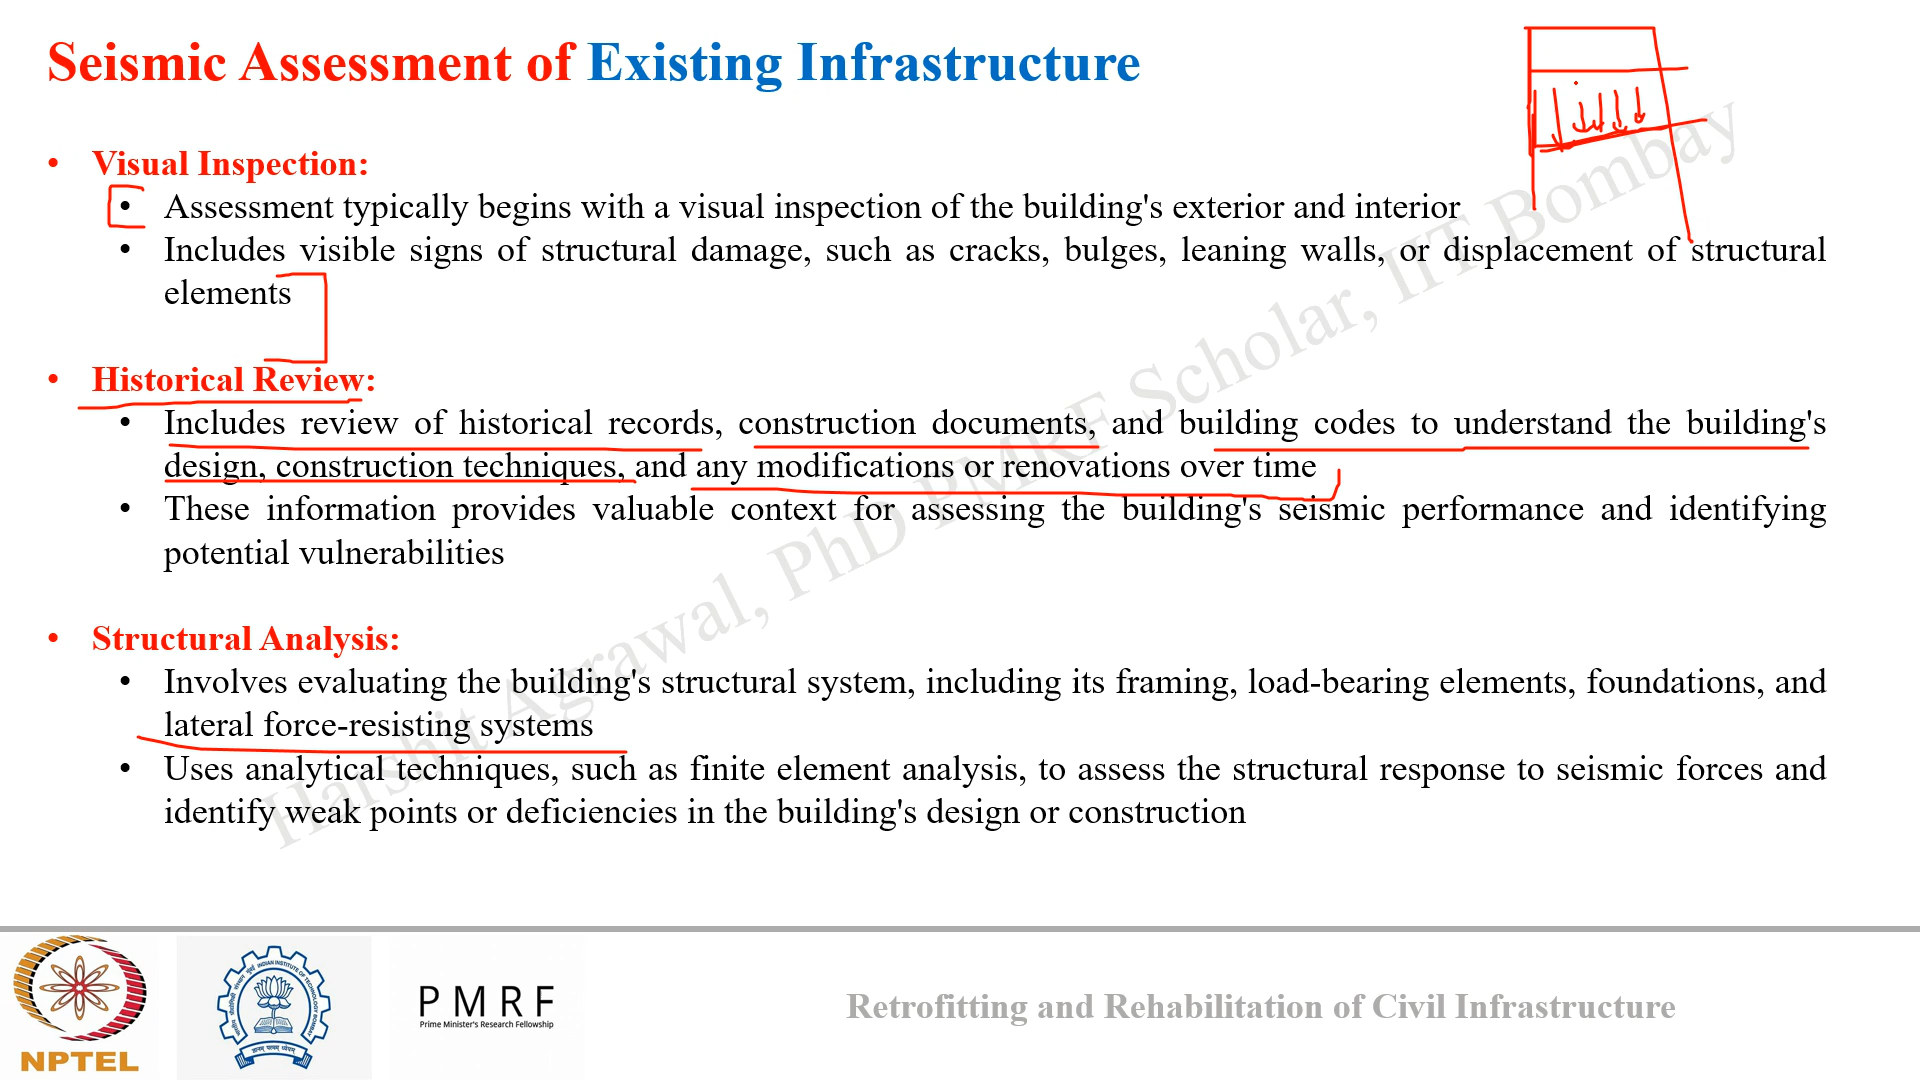 Seismic Assessment of Existing Infrastructure
• Visual Inspection:
• Assessment typically begins with a visual inspection of the building's exterior and interior
• Includes visible signs of structural damage, such as cracks, bulges, leaning walls, or displacement of structural
elements
• Historical Review:
• Includes review of historical records, construction documents, and building codes to understand the building's
design, construction techniques, and any modifications or renovations over time
• These information provides valuable context for assessing the building's seismic performance and identifying
potential vulnerabilities
• Structural Analysis:
• Involves evaluating the building's structural system, including its framing, load-bearing elements, foundations, and
lateral force-resisting systems
• Uses analytical techniques, such as finite element analysis, to assess the structural response to seismic forces and
identify weak points or deficiencies in the building's design or construction
Harshit Agrawal, PhD PMRF Scholar, IIT Bombay
NPTEL
INDIAN INSTITUTE OF TECHNOLOGY BOMBAY
PMRF
Prime Minister's Research Fellowship
Retrofitting and Rehabilitation of Civil Infrastructure